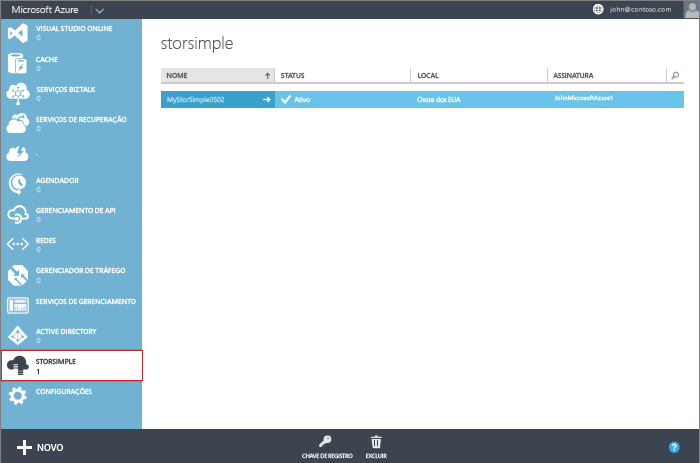 Microsoft Azure
john@contoso.com
VISUAL STUDIO ONLINE
0
CACHE
0
SERVIÇOS BIZTALK
0
SERVIÇOS DE RECUPERAÇÃO
0
-
AGENDADOR
0
GERENCIAMENTO DE API
0
REDES
0
GERENCIADOR DE TRÁFEGO
0
SERVIÇOS DE GERENCIAMENTO
ACTIVE DIRECTORY
0
STORSIMPLE
1
CONFIGURAÇÕES
storsimple
NOME STATUS LOCAL ASSINATURA
MyStorSimple0502 Ativo Oeste dos EUA JohnMicrosoftAzure1
NOVO
CHAVE DE REGISTRO
EXCLUIR
?